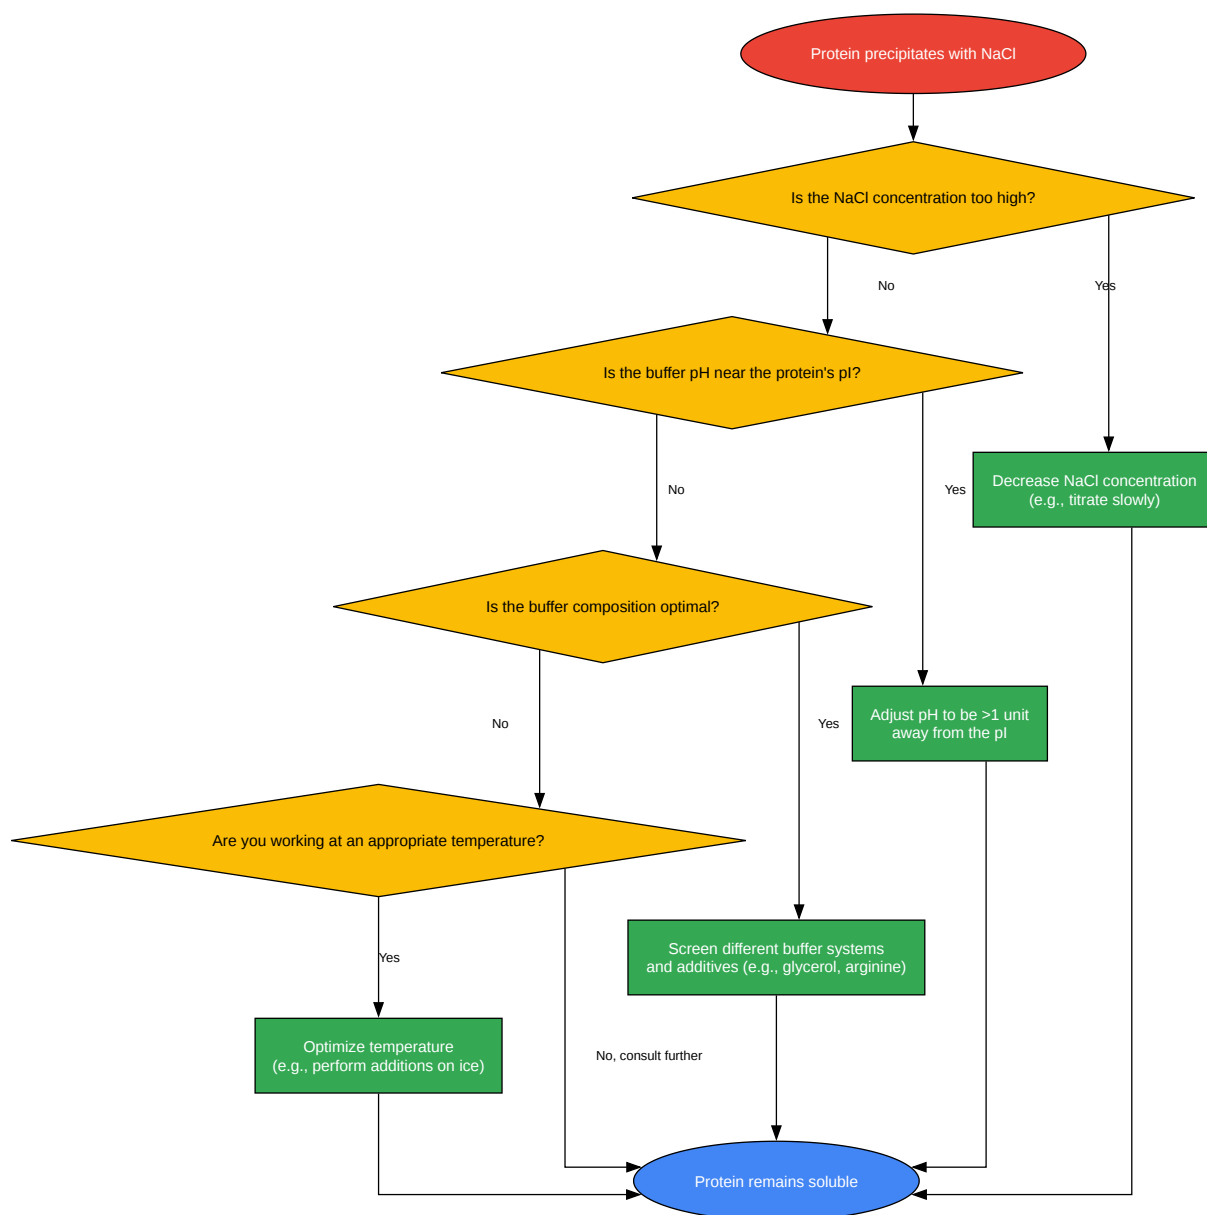 Protein precipitates with NaCl
Is the NaCl concentration too high?
No
Yes
Is the buffer pH near the protein's pI?
Decrease NaCl concentration
(e.g., titrate slowly)
No
Yes
Is the buffer composition optimal?
No
Yes
Adjust pH to be >1 unit
away from the pI
Are you working at an appropriate temperature?
Yes
Screen different buffer systems
and additives (e.g., glycerol, arginine)
Optimize temperature
(e.g., perform additions on ice)
No, consult further
Protein remains soluble